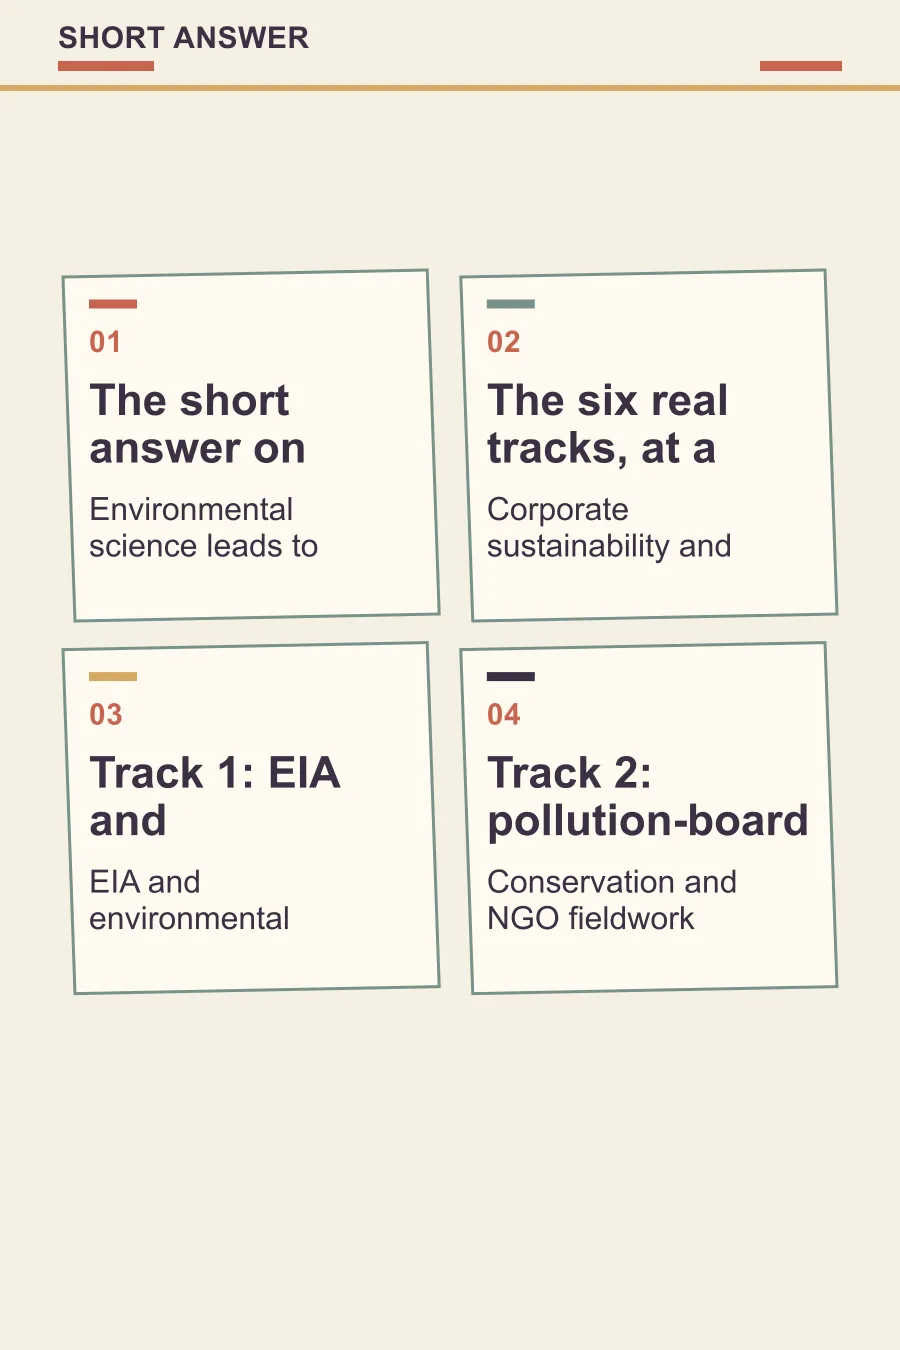 SHORT ANSWER
01
The short
answer on
Environmental
science leads to
02
The six real
tracks, at a
Corporate
sustainability and
03
Track 1: EIA
and
EIA and
environmental
04
Track 2:
pollution-board
Conservation and
NGO fieldwork